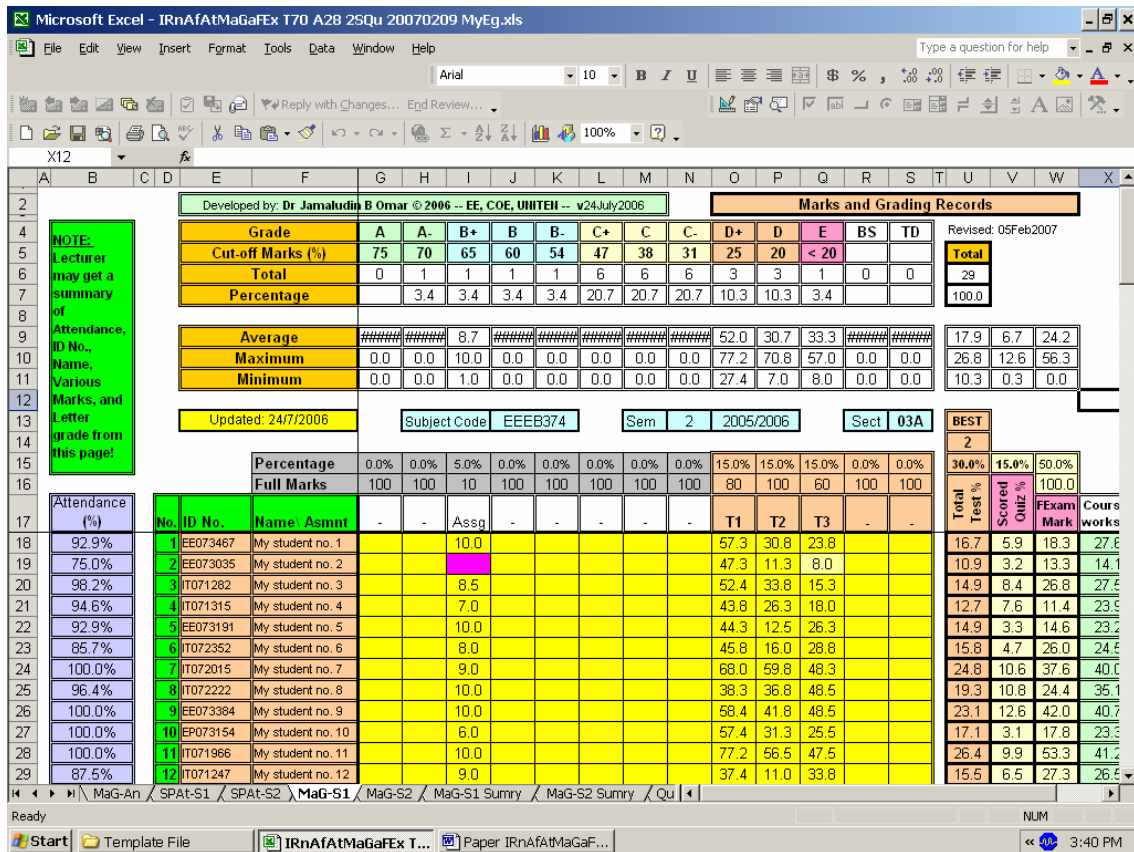 Microsoft Excel - IRnAfAtMaGaFEx T70 A28 2SQu 20070209 MyEg.xls
File Edit View Insert Format Tools Data Window Help Type a question for help
Arial 10 B I U $ % ,
Reply with Changes... End Review...
100%
X12 fx
A B C D E F G H I J K L M N O P Q R S T U V W X
2 Developed by: Dr Jamaludin B Omar © 2006 -- EE, COE, UNITEN -- v24July2006 Marks and Grading Records
4 Grade A A- B+ B B- C+ C C- D+ D E BS TD Revised: 05Feb2007
5 Cut-off Marks (%) 75 70 65 60 54 47 38 31 25 20 < 20 Total
6 Total 0 1 1 1 1 6 6 6 3 3 1 0 0 29
7 Percentage 3.4 3.4 3.4 3.4 20.7 20.7 20.7 10.3 10.3 3.4 100.0
8
9 Average ##### ##### 8.7 ##### ##### ##### ##### ##### 52.0 30.7 33.3 ##### ##### 17.9 6.7 24.2
10 Maximum 0.0 0.0 10.0 0.0 0.0 0.0 0.0 0.0 77.2 70.8 57.0 0.0 0.0 26.8 12.6 56.3
11 Minimum 0.0 0.0 1.0 0.0 0.0 0.0 0.0 0.0 27.4 7.0 8.0 0.0 0.0 10.3 0.3 0.0
12
NOTE:
Lecturer
may get a
summary
of
Attendance,
ID No.,
Name,
Various
Marks, and
Letter
grade from
this page!
13 Updated: 24/7/2006 Subject Code EEEB374 Sem 2 2005/2006 Sect 03A BEST
14 2
15 Percentage 0.0% 0.0% 5.0% 0.0% 0.0% 0.0% 0.0% 0.0% 15.0% 15.0% 15.0% 0.0% 0.0% 30.0% 15.0% 50.0%
16 Full Marks 100 100 10 100 100 100 100 100 80 100 60 100 100 100.0
17 Attendance (%) No. ID No. Name\ Asmnt - - Assg - - - - - T1 T2 T3 - - Total Test % Scored Quiz % FExam Mark Cours works
18 92.9% 1 EE073467 My student no. 1 10.0 57.3 30.8 23.8 16.7 5.9 18.3 27.6
19 75.0% 2 EE073035 My student no. 2 47.3 11.3 8.0 10.9 3.2 13.3 14.1
20 98.2% 3 IT071282 My student no. 3 8.5 52.4 33.8 15.3 14.9 8.4 26.8 27.5
21 94.6% 4 IT071315 My student no. 4 7.0 43.8 26.3 18.0 12.7 7.6 11.4 23.9
22 92.9% 5 EE073191 My student no. 5 10.0 44.3 12.5 26.3 14.9 3.3 14.6 23.2
23 85.7% 6 IT072352 My student no. 6 8.0 45.8 16.0 28.8 15.8 4.7 26.0 24.5
24 100.0% 7 IT072015 My student no. 7 9.0 68.0 59.8 48.3 24.8 10.6 37.6 40.0
25 96.4% 8 IT072222 My student no. 8 10.0 38.3 36.8 48.5 19.3 10.8 24.4 35.1
26 100.0% 9 EE073384 My student no. 9 10.0 58.4 41.8 48.5 23.1 12.6 42.0 40.7
27 100.0% 10 EP073154 My student no. 10 6.0 57.4 31.3 25.5 17.1 3.1 17.8 23.3
28 100.0% 11 IT071966 My student no. 11 10.0 77.2 56.5 47.5 26.4 9.9 53.3 41.2
29 87.5% 12 IT071247 My student no. 12 9.0 37.4 11.0 33.8 15.5 6.5 27.3 26.5
MaG-An SPAt-S1 SPAt-S2 MaG-S1 MaG-S2 MaG-S1 Sumry MaG-S2 Sumry Qu
Ready NUM
Start Template File IRnAfAtMaGaFEx T... Paper IRnAfAtMaGaF... 3:40 PM